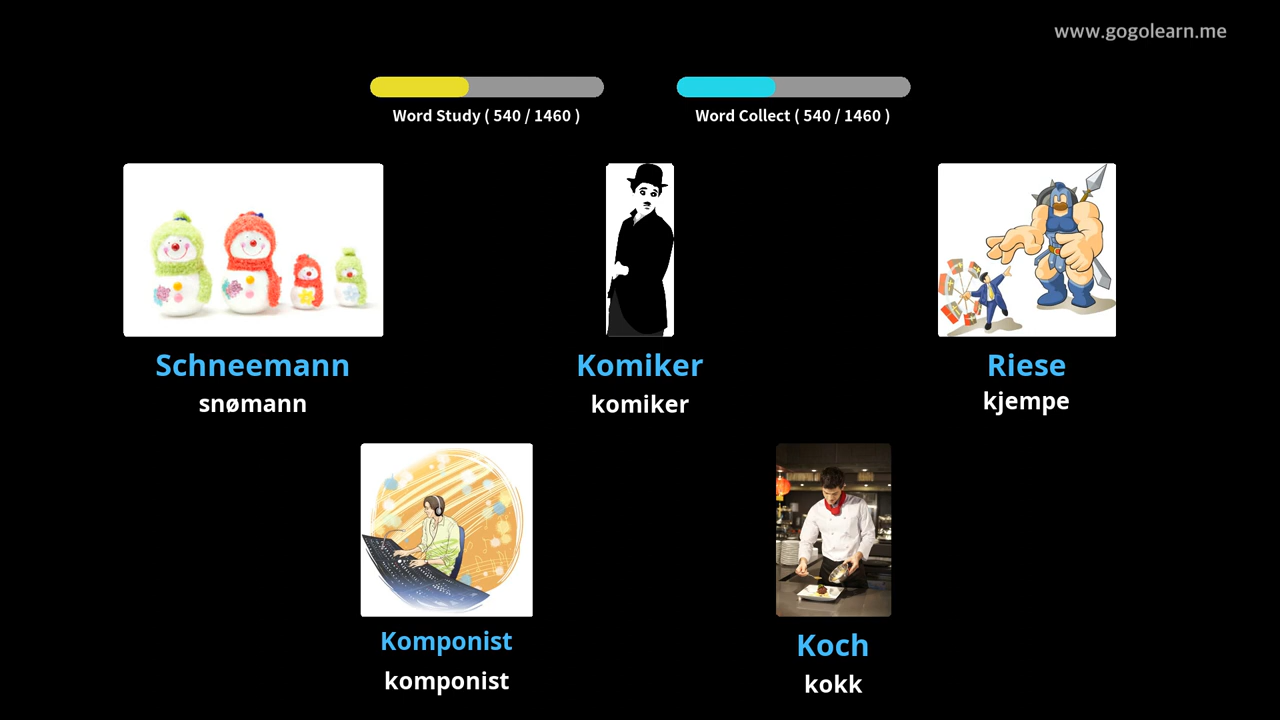 www.gogolearn.me
Word Study ( 540 / 1460 )
Word Collect ( 540 / 1460 )
Schneemann
snømann
Komiker
komiker
Riese
kjempe
Komponist
komponist
Koch
kokk